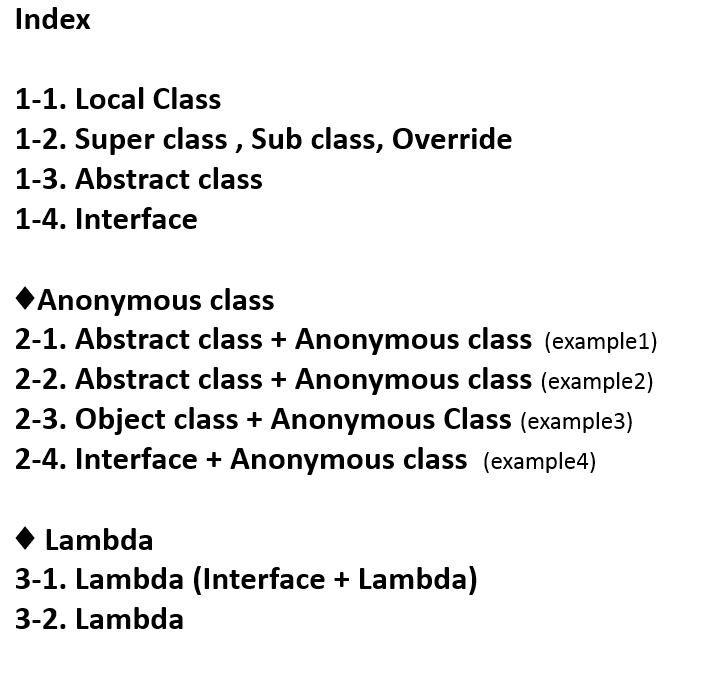 Index
1-1. Local Class
1-2. Super class , Sub class, Override
1-3. Abstract class
1-4. Interface
♦Anonymous class
2-1. Abstract class + Anonymous class (example1)
2-2. Abstract class + Anonymous class (example2)
2-3. Object class + Anonymous Class (example3)
2-4. Interface + Anonymous class (example4)
♦ Lambda
3-1. Lambda (Interface + Lambda)
3-2. Lambda